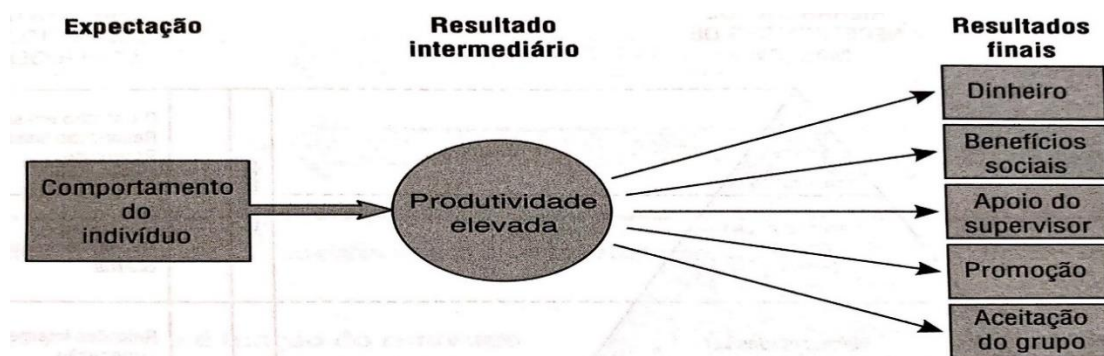 Expectação
Resultado
intermediário
Resultados
finais
Comportamento
do
indivíduo
Produtividade
elevada
Dinheiro
Benefícios
sociais
Apoio do
supervisor
Promoção
Aceitação
do grupo